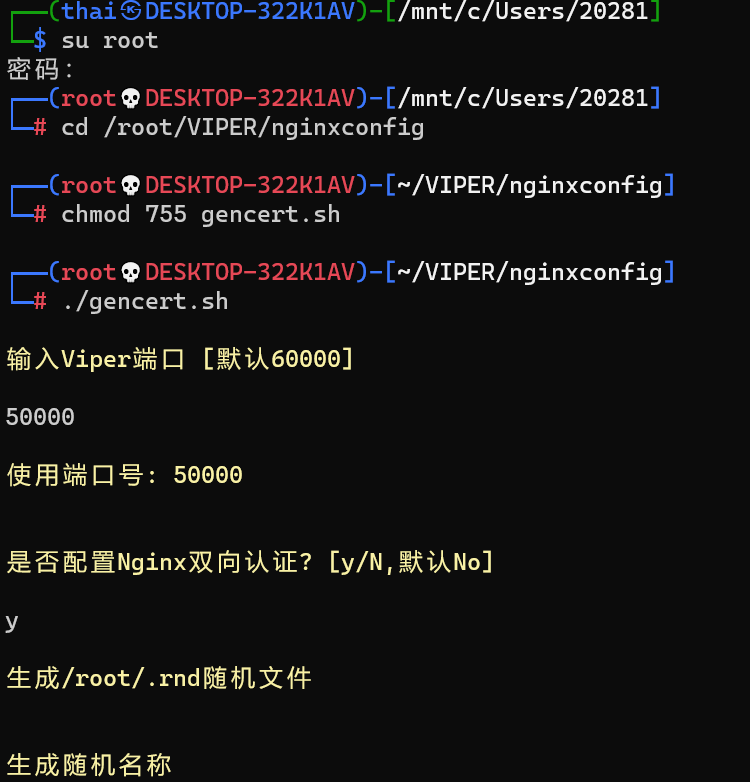 ┌──(thai㉿DESKTOP-322K1AV)-[/mnt/c/Users/20281]
└─$ su root
密码：
┌──(root💀DESKTOP-322K1AV)-[/mnt/c/Users/20281]
└─# cd /root/VIPER/nginxconfig
┌──(root💀DESKTOP-322K1AV)-[~/VIPER/nginxconfig]
└─# chmod 755 gencert.sh
┌──(root💀DESKTOP-322K1AV)-[~/VIPER/nginxconfig]
└─# ./gencert.sh
输入Viper端口 [默认60000]
50000
使用端口号: 50000
是否配置Nginx双向认证? [y/N,默认No]
y
生成/root/.rnd随机文件
生成随机名称